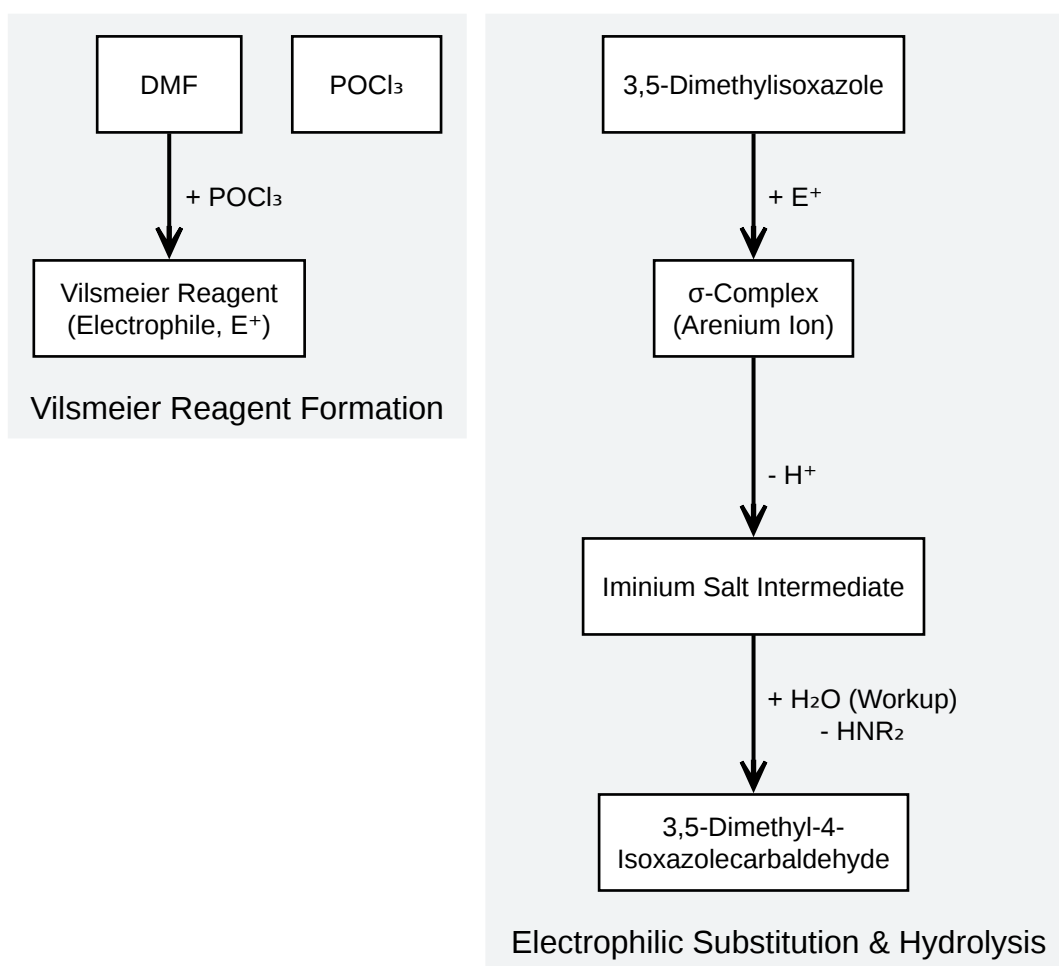 DMF
POCl₃
+ POCl₃
Vilsmeier Reagent
(Electrophile, E⁺)
Vilsmeier Reagent Formation
3,5-Dimethylisoxazole
+ E⁺
σ-Complex
(Arenium Ion)
- H⁺
Iminium Salt Intermediate
+ H₂O (Workup)
- HNR₂
3,5-Dimethyl-4-
Isoxazolecarbaldehyde
Electrophilic Substitution & Hydrolysis